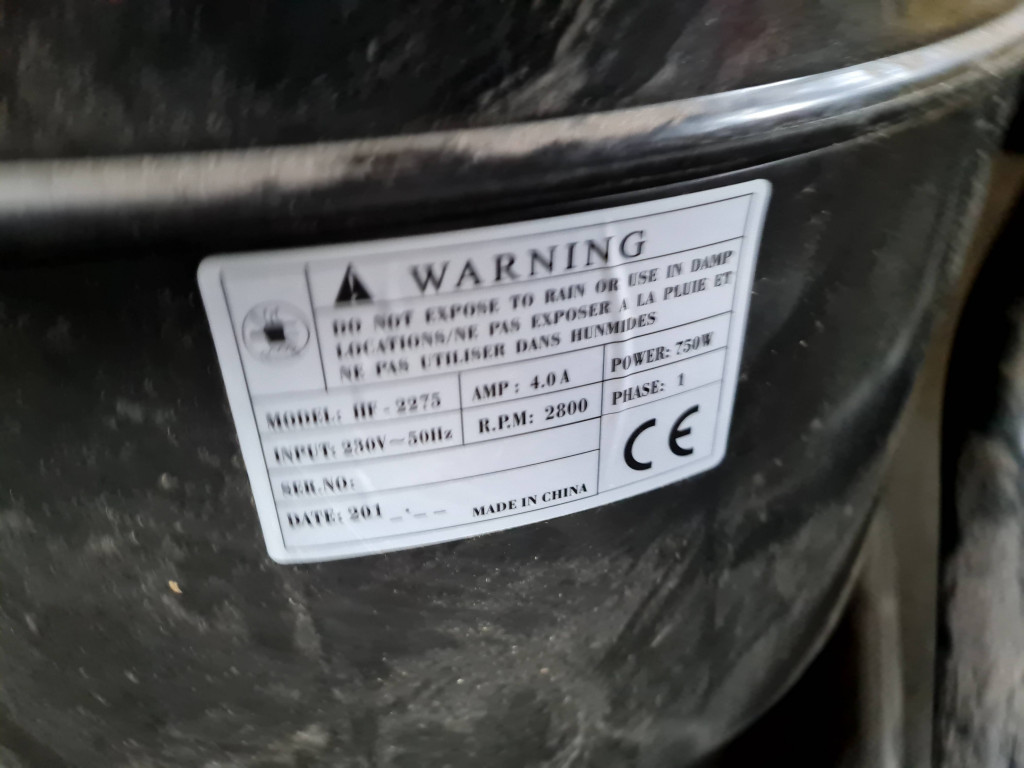 WARNING
DO NOT EXPOSE TO RAIN OR USE IN DAMP
LOCATIONS/NE PAS EXPOSER A LA PLUIE ET
NE PAS UTILISER DANS HUNMIDES
MODEL: HF-2275
AMP: 4.0A
POWER: 750W
INPUT: 230V~50Hz
R.P.M: 2800
PHASE: 1
SER.NO:
CE
DATE: 201_._ _
MADE IN CHINA